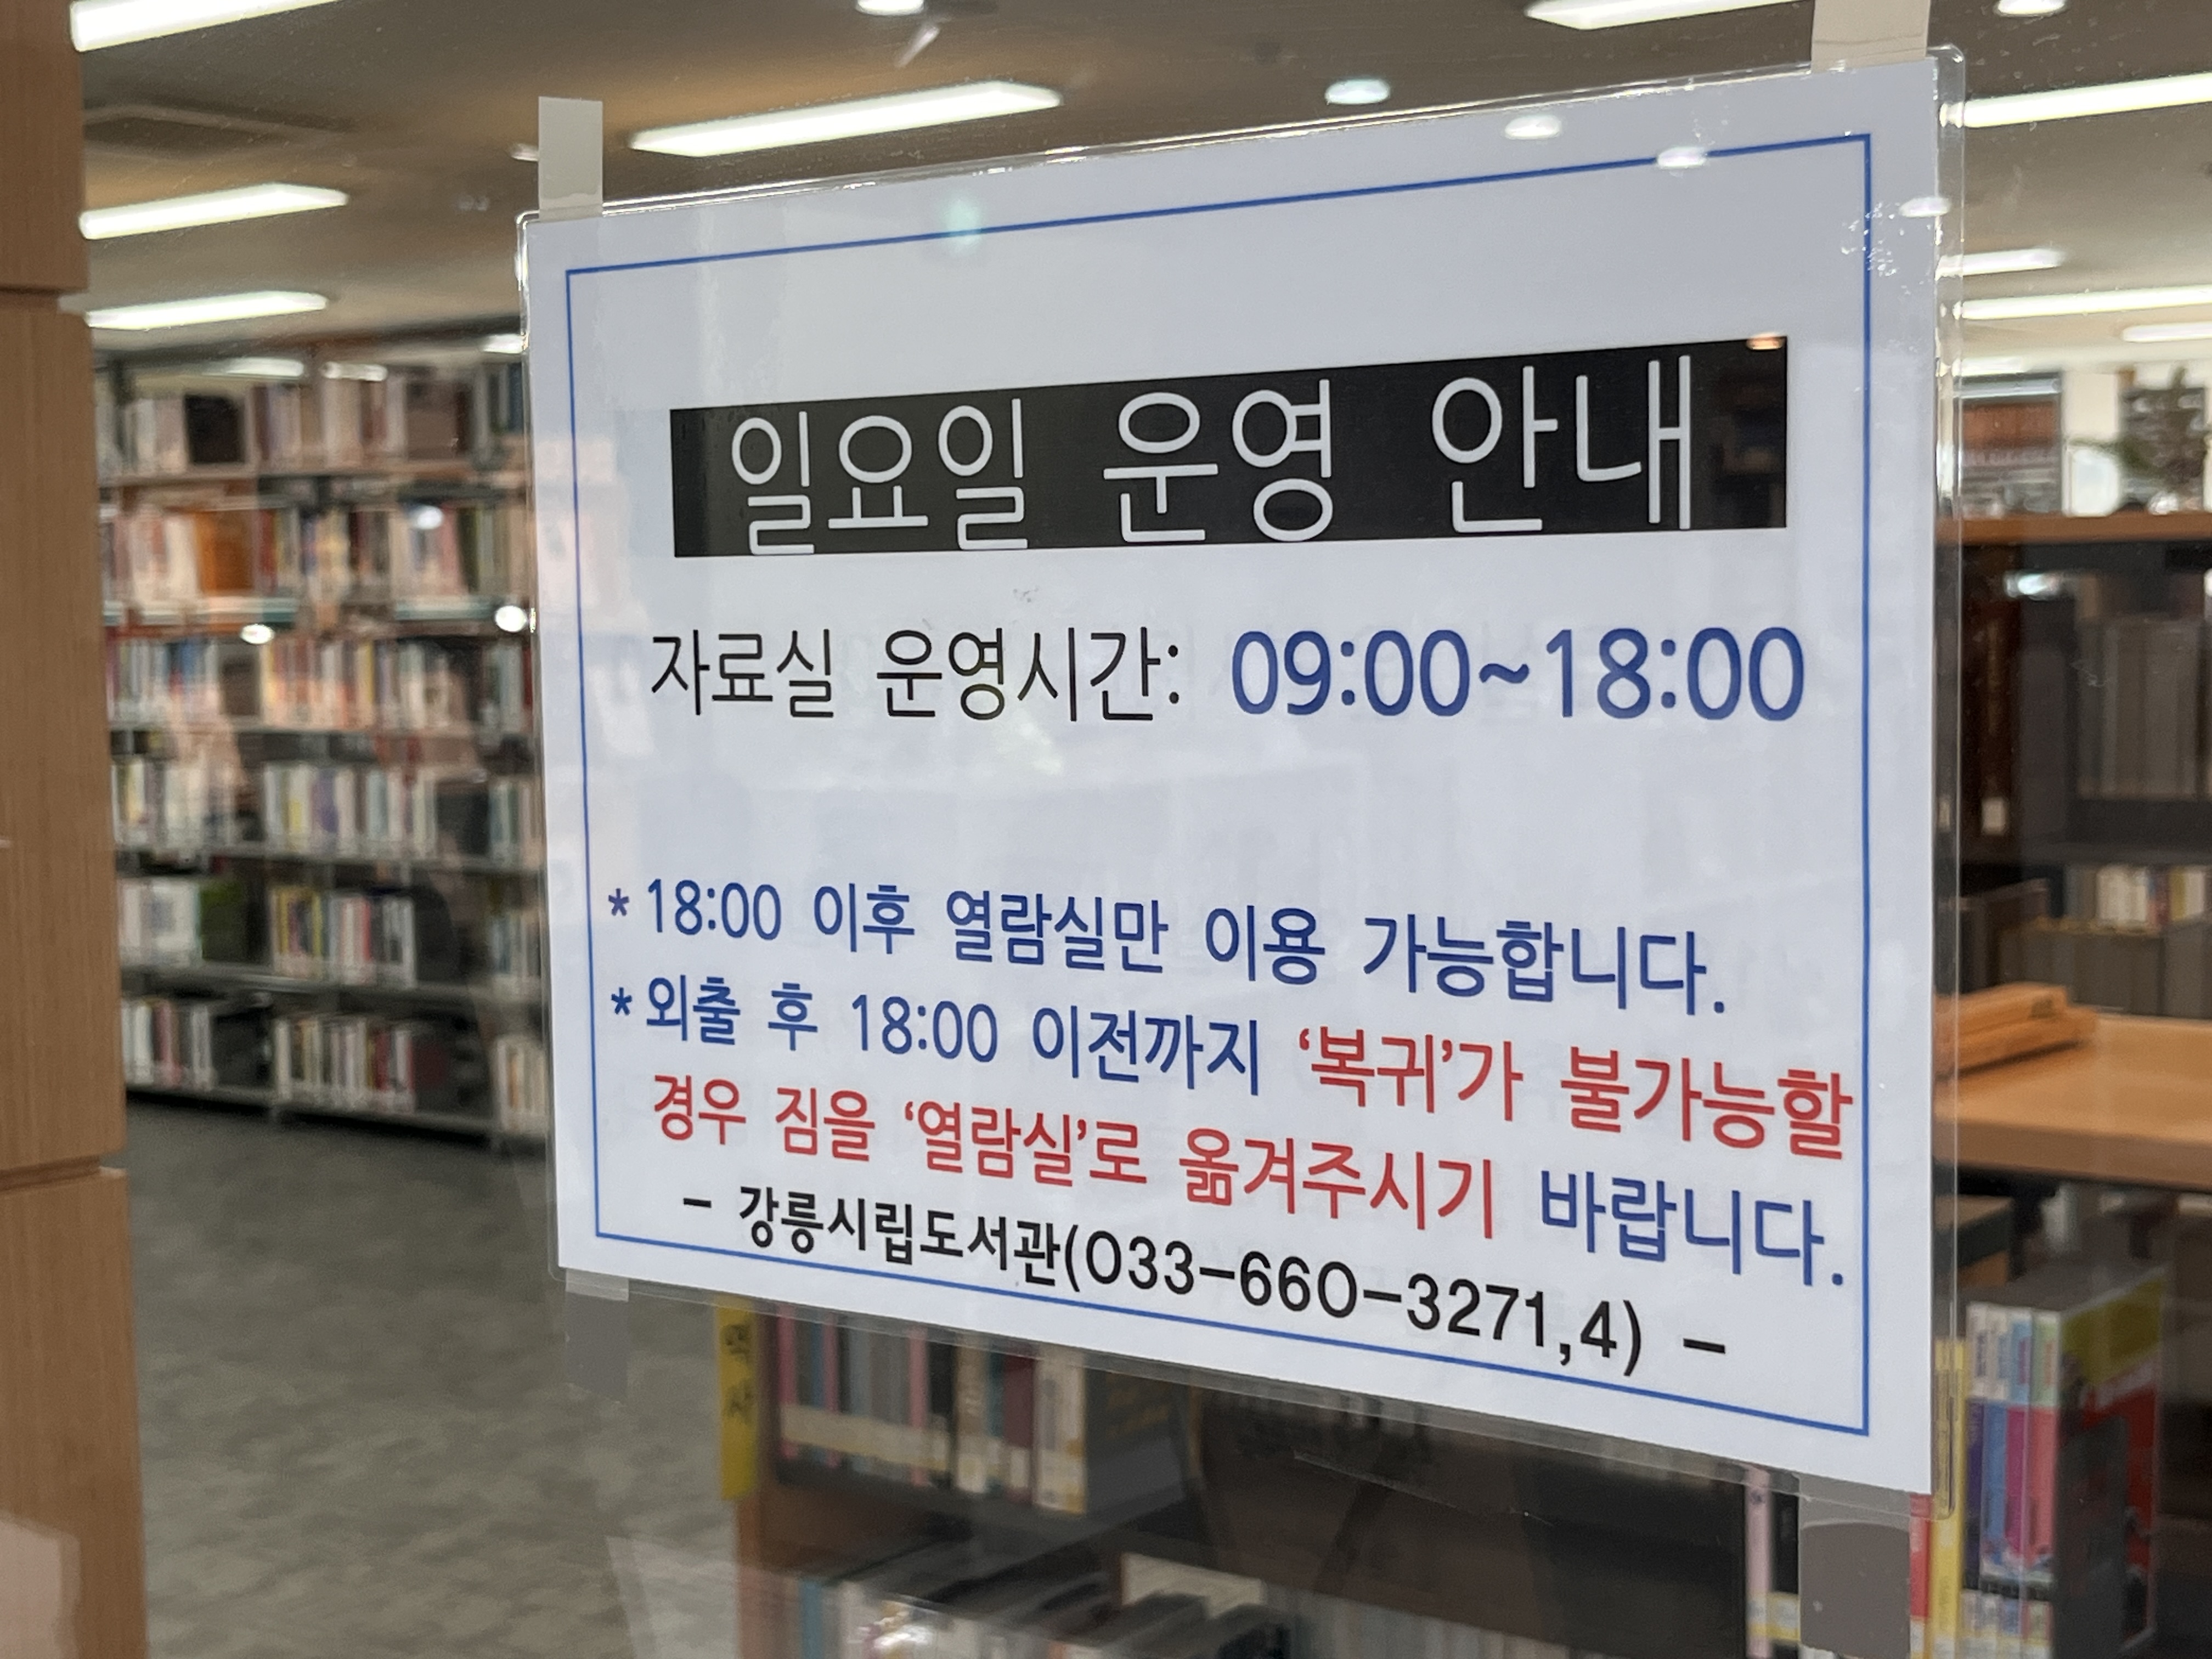 일요일 운영 안내
자료실 운영시간: 09:00~18:00
* 18:00 이후 열람실만 이용 가능합니다.
* 외출 후 18:00 이전까지 ‘복귀’가 불가능할
경우 짐을 ‘열람실’로 옮겨주시기 바랍니다.
- 강릉시립도서관(033-660-3271,4) -
역사